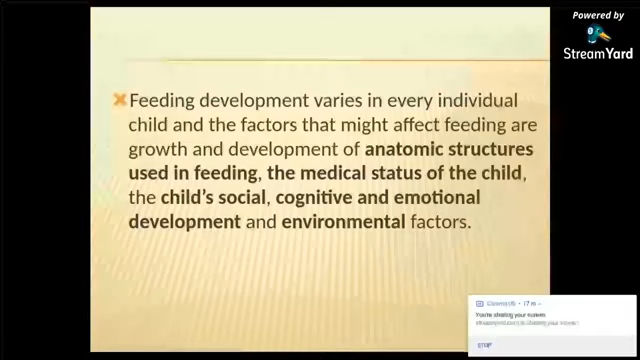 Powered by
StreamYard
Feeding development varies in every individual
child and the factors that might affect feeding are
growth and development of anatomic structures
used in feeding, the medical status of the child,
the child's social, cognitive and emotional
development and environmental factors.
You're sharing your screen
STOP